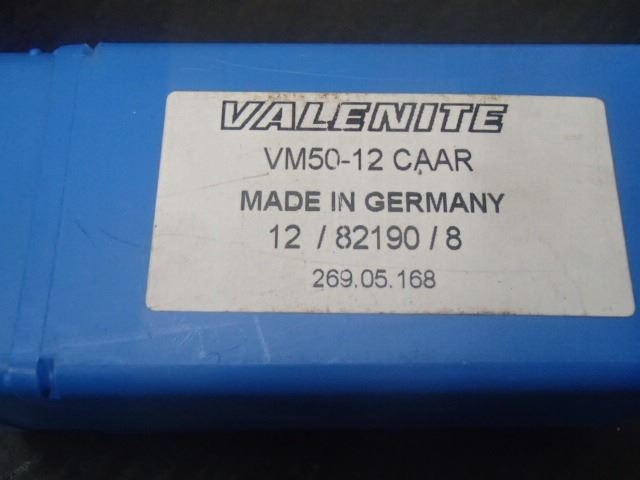 VALENITE
VM50-12 CAAR
MADE IN GERMANY
12 / 82190 / 8
269.05.168